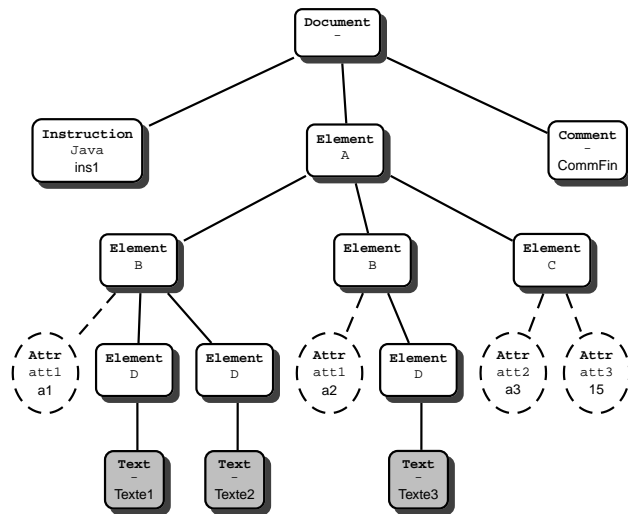 Document
-
Instruction
Java
ins1
Element
A
Comment
-
CommFin
Element
B
Element
B
Element
C
Attr
att1
a1
Element
D
Element
D
Attr
att1
a2
Element
D
Attr
att2
a3
Attr
att3
15
Text
-
Texte1
Text
-
Texte2
Text
-
Texte3